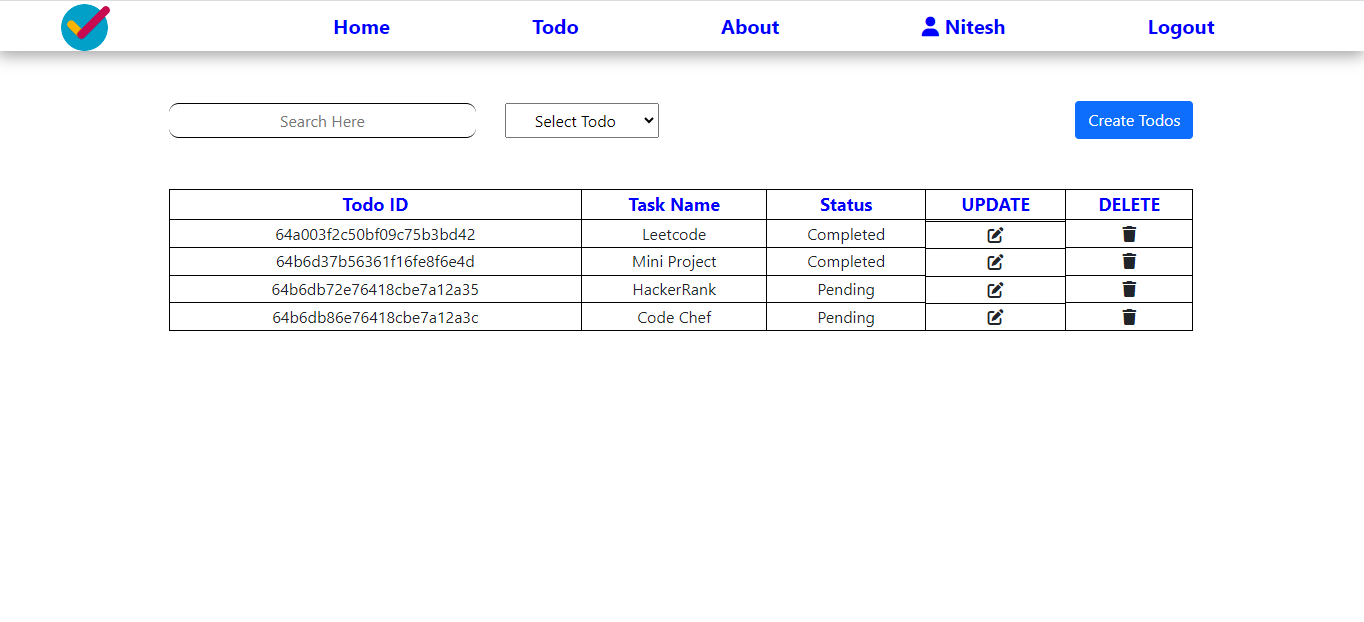 Home Todo About Nitesh Logout
Search Here Select Todo Create Todos
Todo ID Task Name Status UPDATE DELETE
64a003f2c50bf09c75b3bd42 Leetcode Completed
64b6d37b56361f16fe8f6e4d Mini Project Completed
64b6db72e76418cbe7a12a35 HackerRank Pending
64b6db86e76418cbe7a12a3c Code Chef Pending